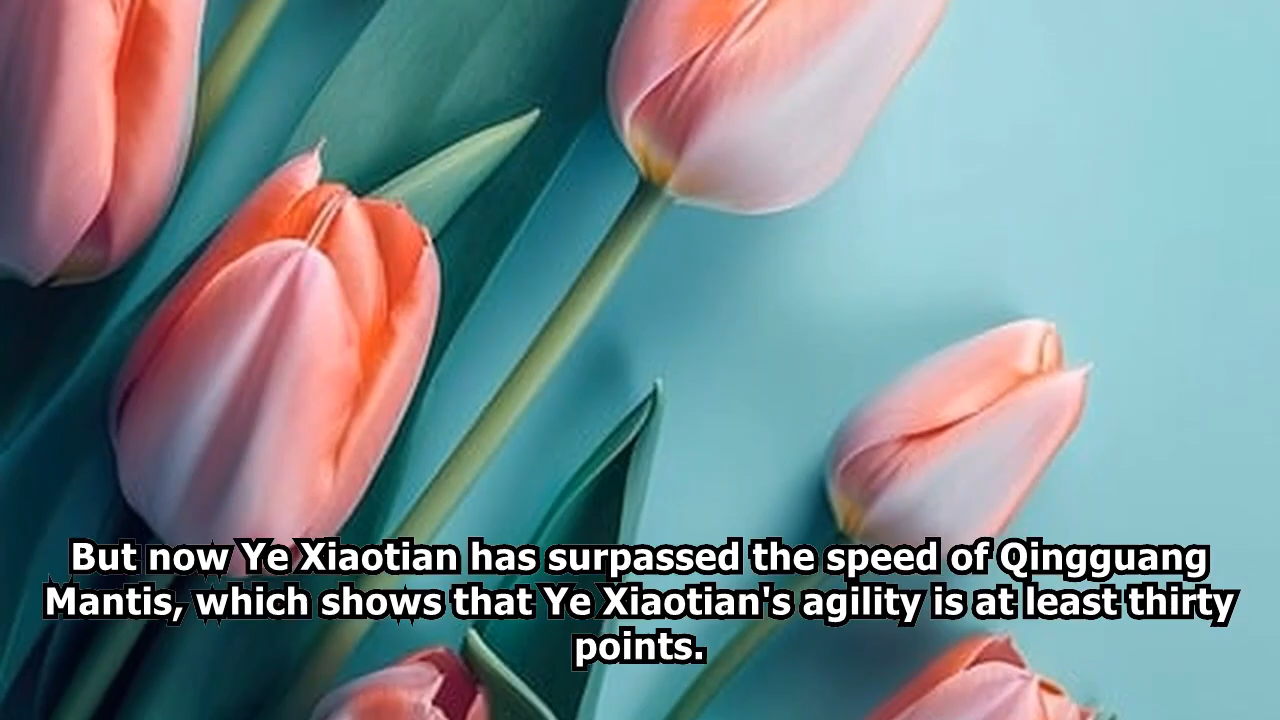 But now Ye Xiaotian has surpassed the speed of Qingguang
Mantis, which shows that Ye Xiaotian's agility is at least thirty
points.